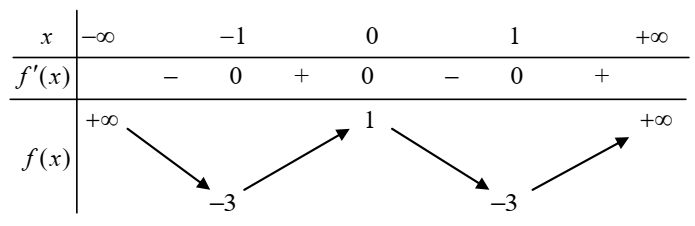 x −∞ −1 0 1 +∞
f′(x) − 0 + 0 − 0 +
+∞ 1 +∞
f(x)
−3 −3